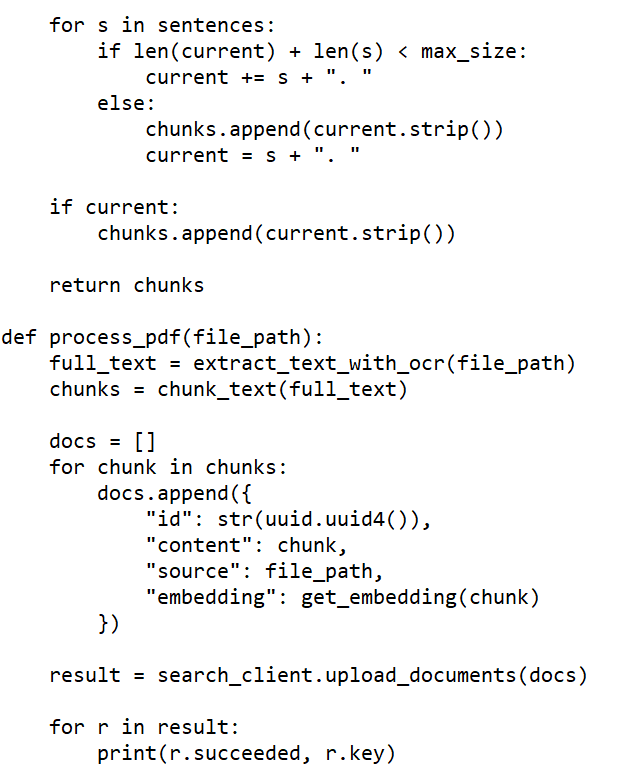 for s in sentences:
        if len(current) + len(s) < max_size:
            current += s + ". "
        else:
            chunks.append(current.strip())
            current = s + ". "

    if current:
        chunks.append(current.strip())

    return chunks

def process_pdf(file_path):
    full_text = extract_text_with_ocr(file_path)
    chunks = chunk_text(full_text)

    docs = []
    for chunk in chunks:
        docs.append({
            "id": str(uuid.uuid4()),
            "content": chunk,
            "source": file_path,
            "embedding": get_embedding(chunk)
        })

    result = search_client.upload_documents(docs)

    for r in result:
        print(r.succeeded, r.key)